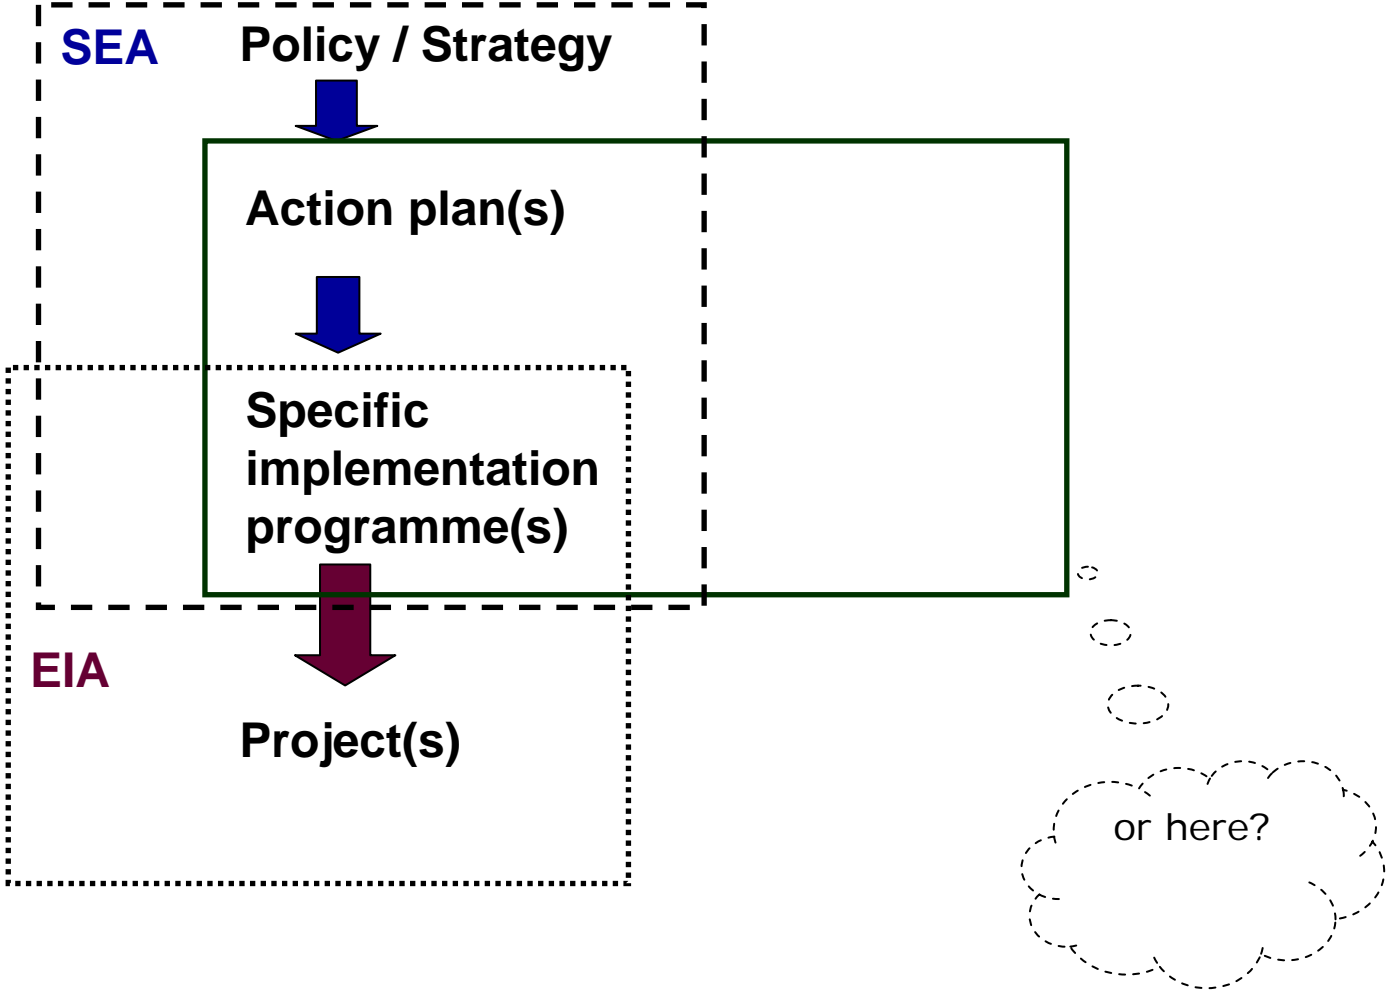 SEA
Policy / Strategy
Action plan(s)
Specific
implementation
programme(s)
EIA
Project(s)
or here?